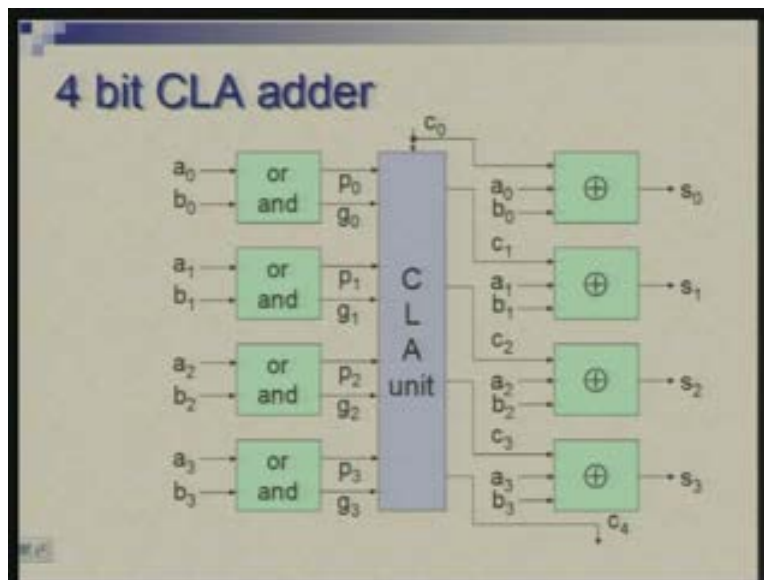 4 bit CLA adder
c₀
a₀
b₀
or
and
p₀
g₀
a₁
b₁
or
and
p₁
g₁
a₂
b₂
or
and
p₂
g₂
a₃
b₃
or
and
p₃
g₃
C
L
A
unit
a₀
b₀
⊕
s₀
c₁
a₁
b₁
⊕
s₁
c₂
a₂
b₂
⊕
s₂
c₃
a₃
b₃
⊕
s₃
c₄